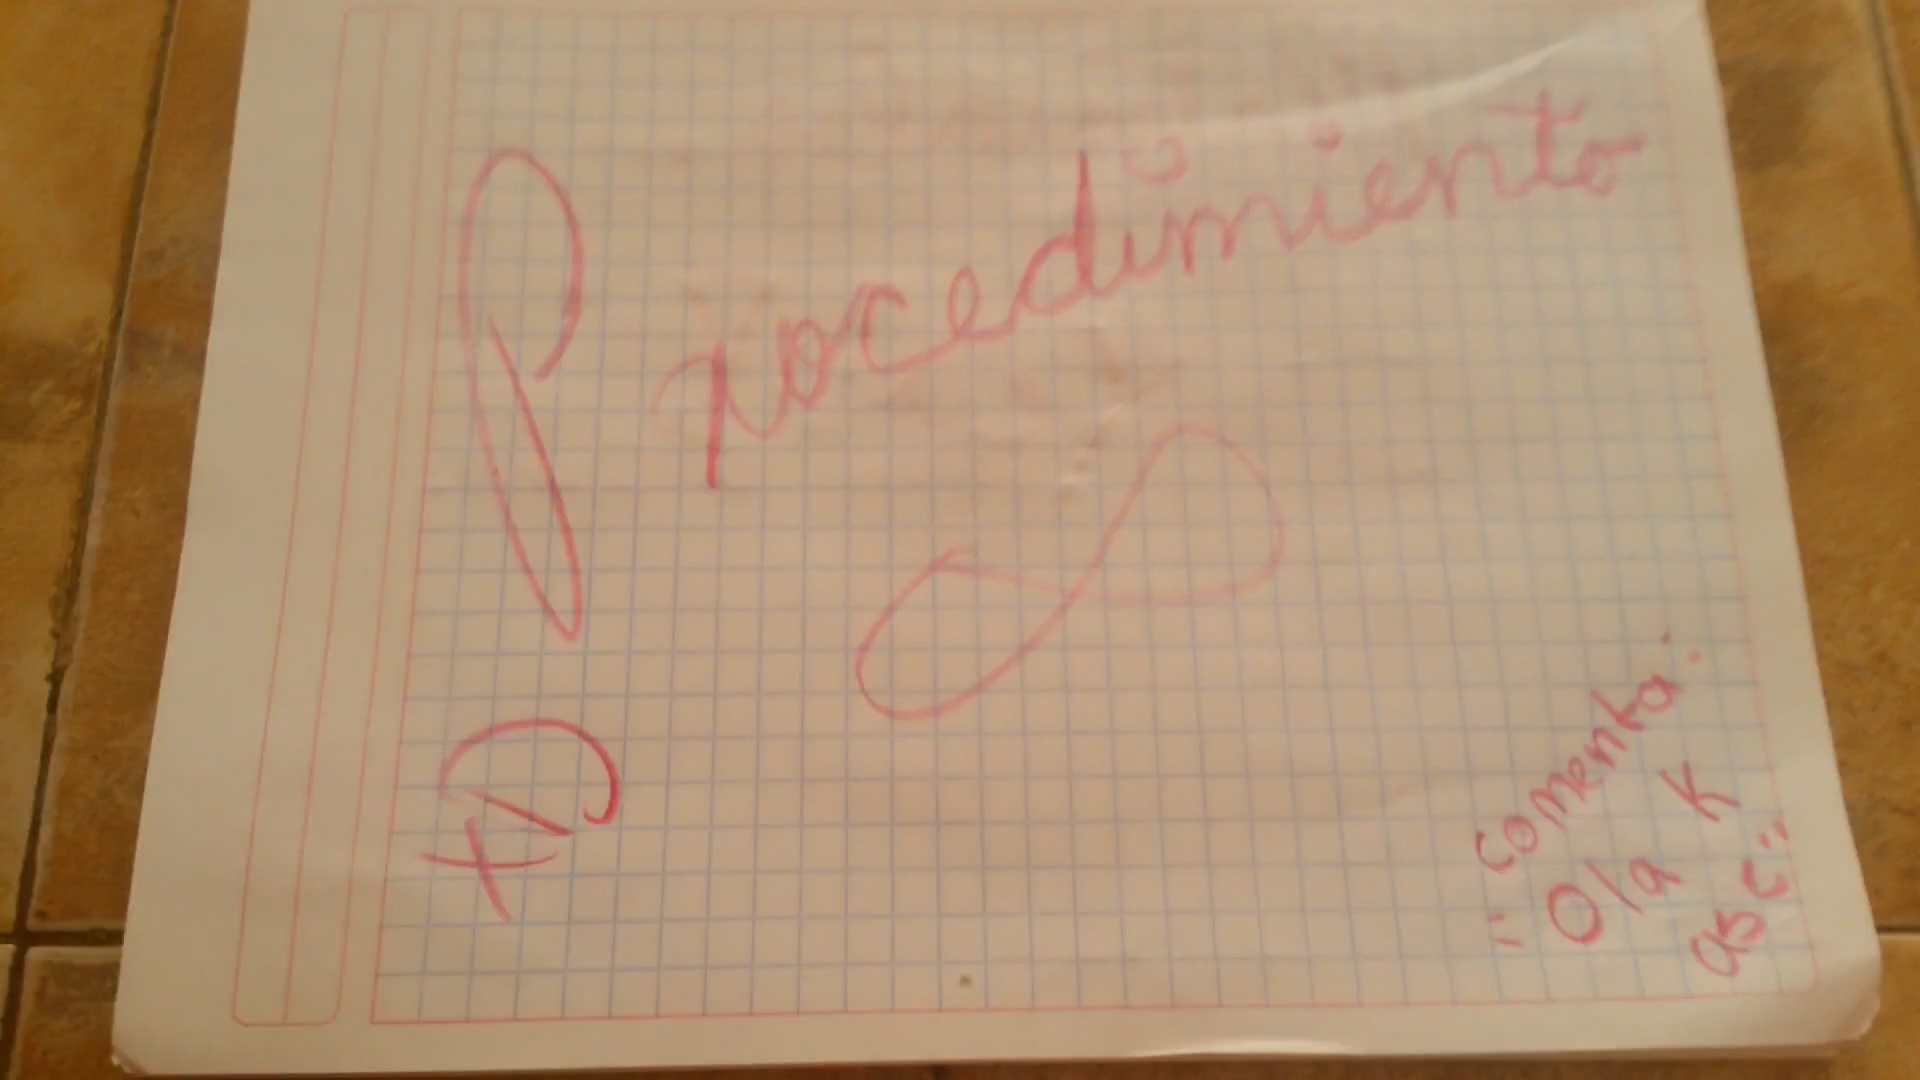 Procedimiento
XD
comenta:
"Ola K
ase"